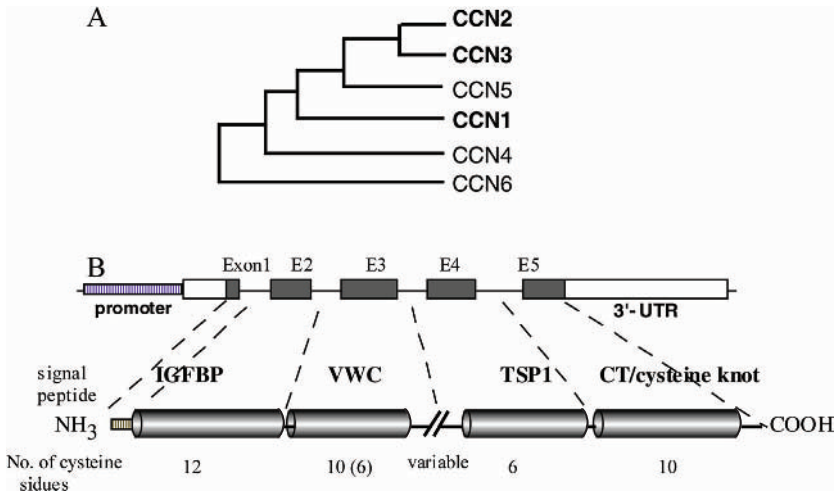 A
CCN2
CCN3
CCN5
CCN1
CCN4
CCN6
B
Exon1 E2 E3 E4 E5
promoter
3'- UTR
signal peptide
IGFBP VWC TSP1 CT/cysteine knot
NH3 COOH
No. of cysteine
sidues
12 10 (6) variable 6 10